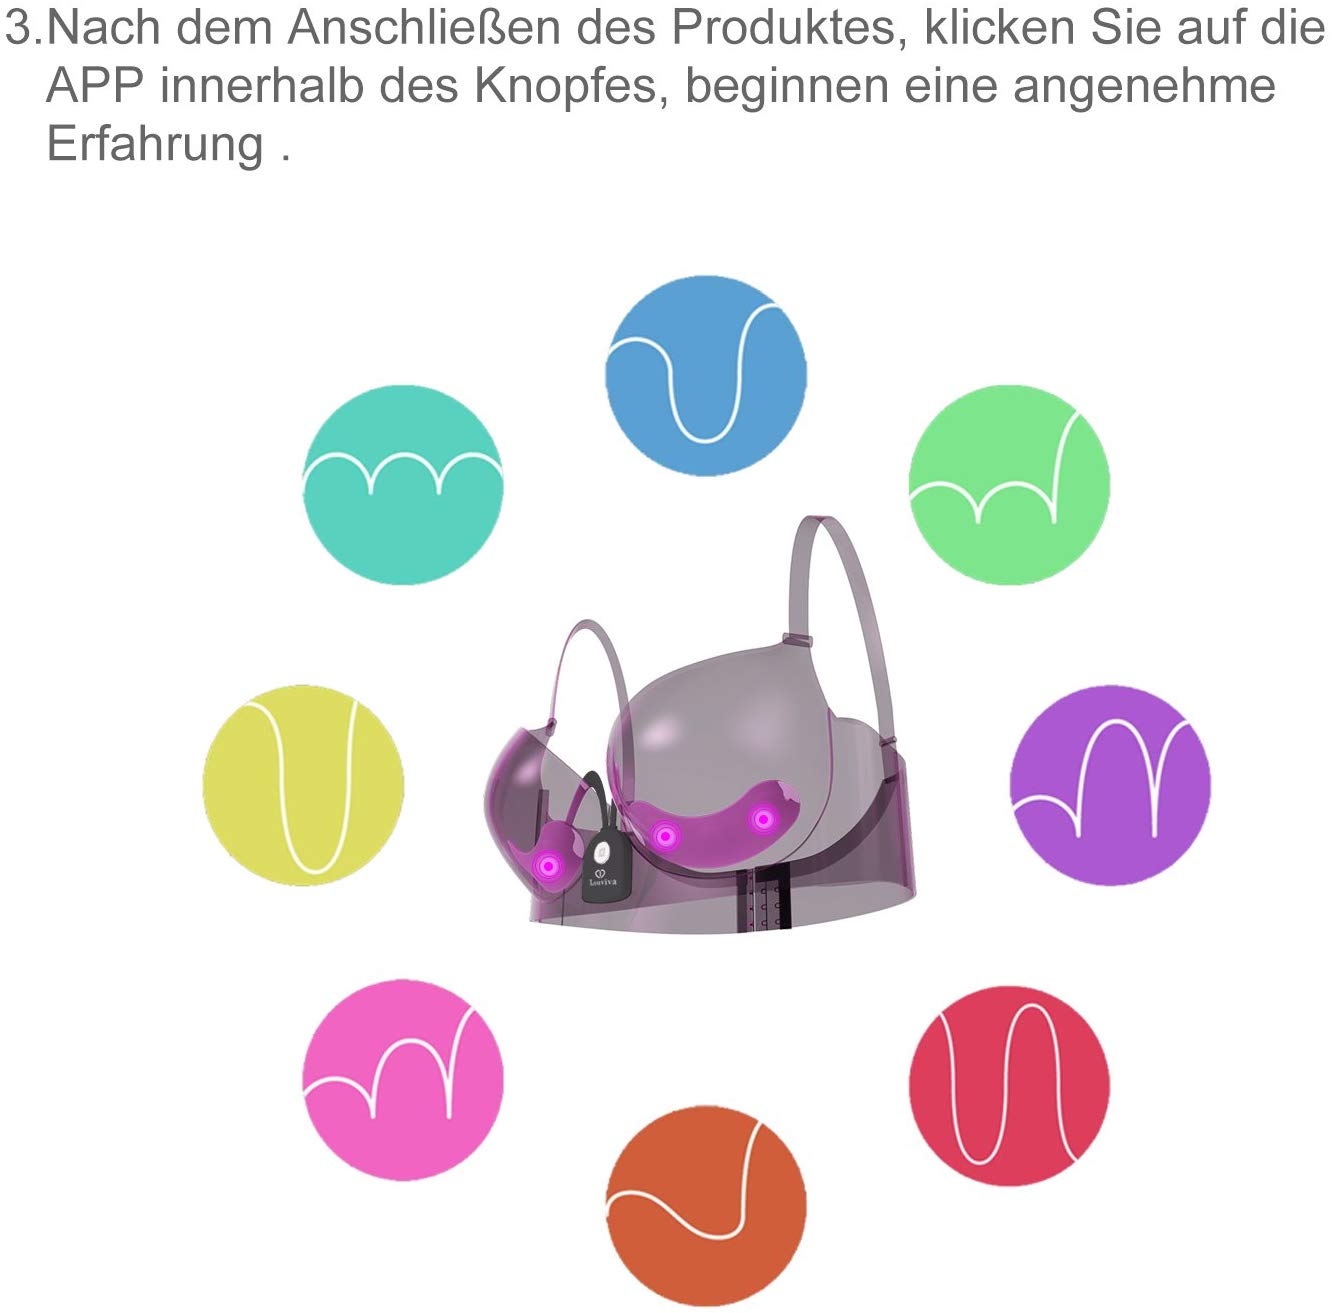 3.Nach dem Anschließen des Produktes, klicken Sie auf die
APP innerhalb des Knopfes, beginnen eine angenehme
Erfahrung .
Louviva